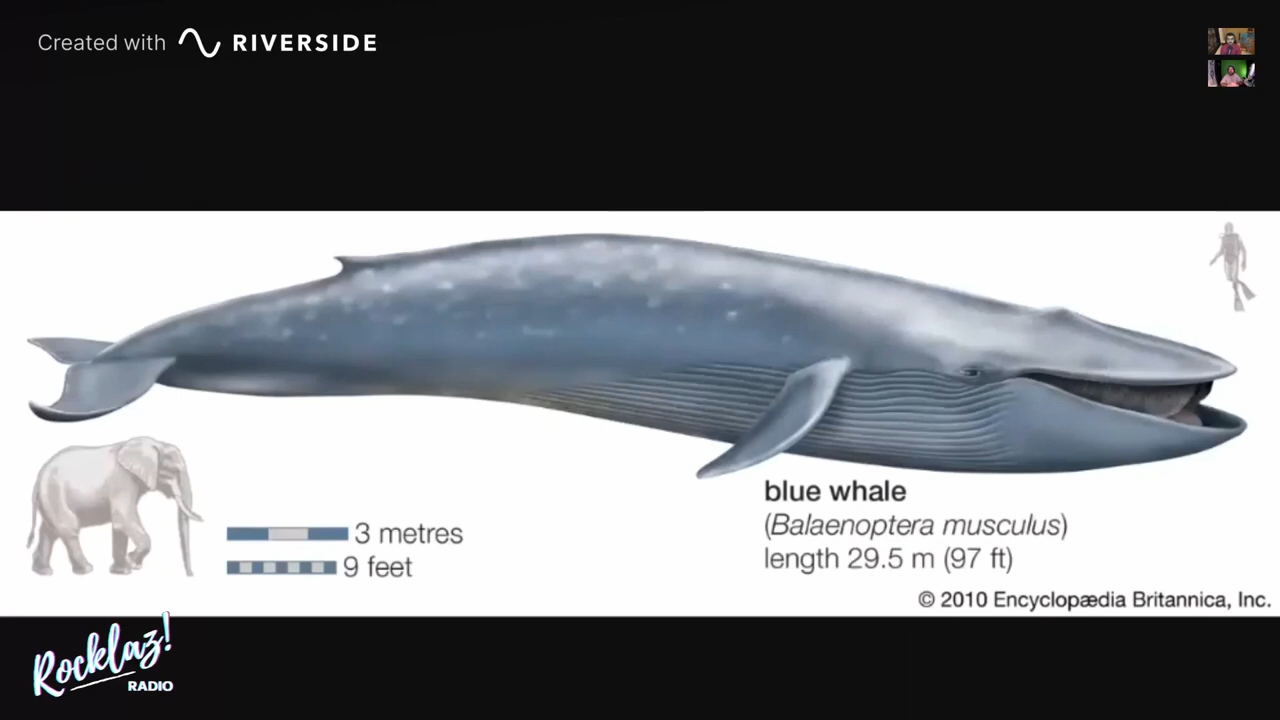 Created with RIVERSIDE
3 metres
9 feet
blue whale
(Balaenoptera musculus)
length 29.5 m (97 ft)
© 2010 Encyclopædia Britannica, Inc.
Rocklaz!
RADIO